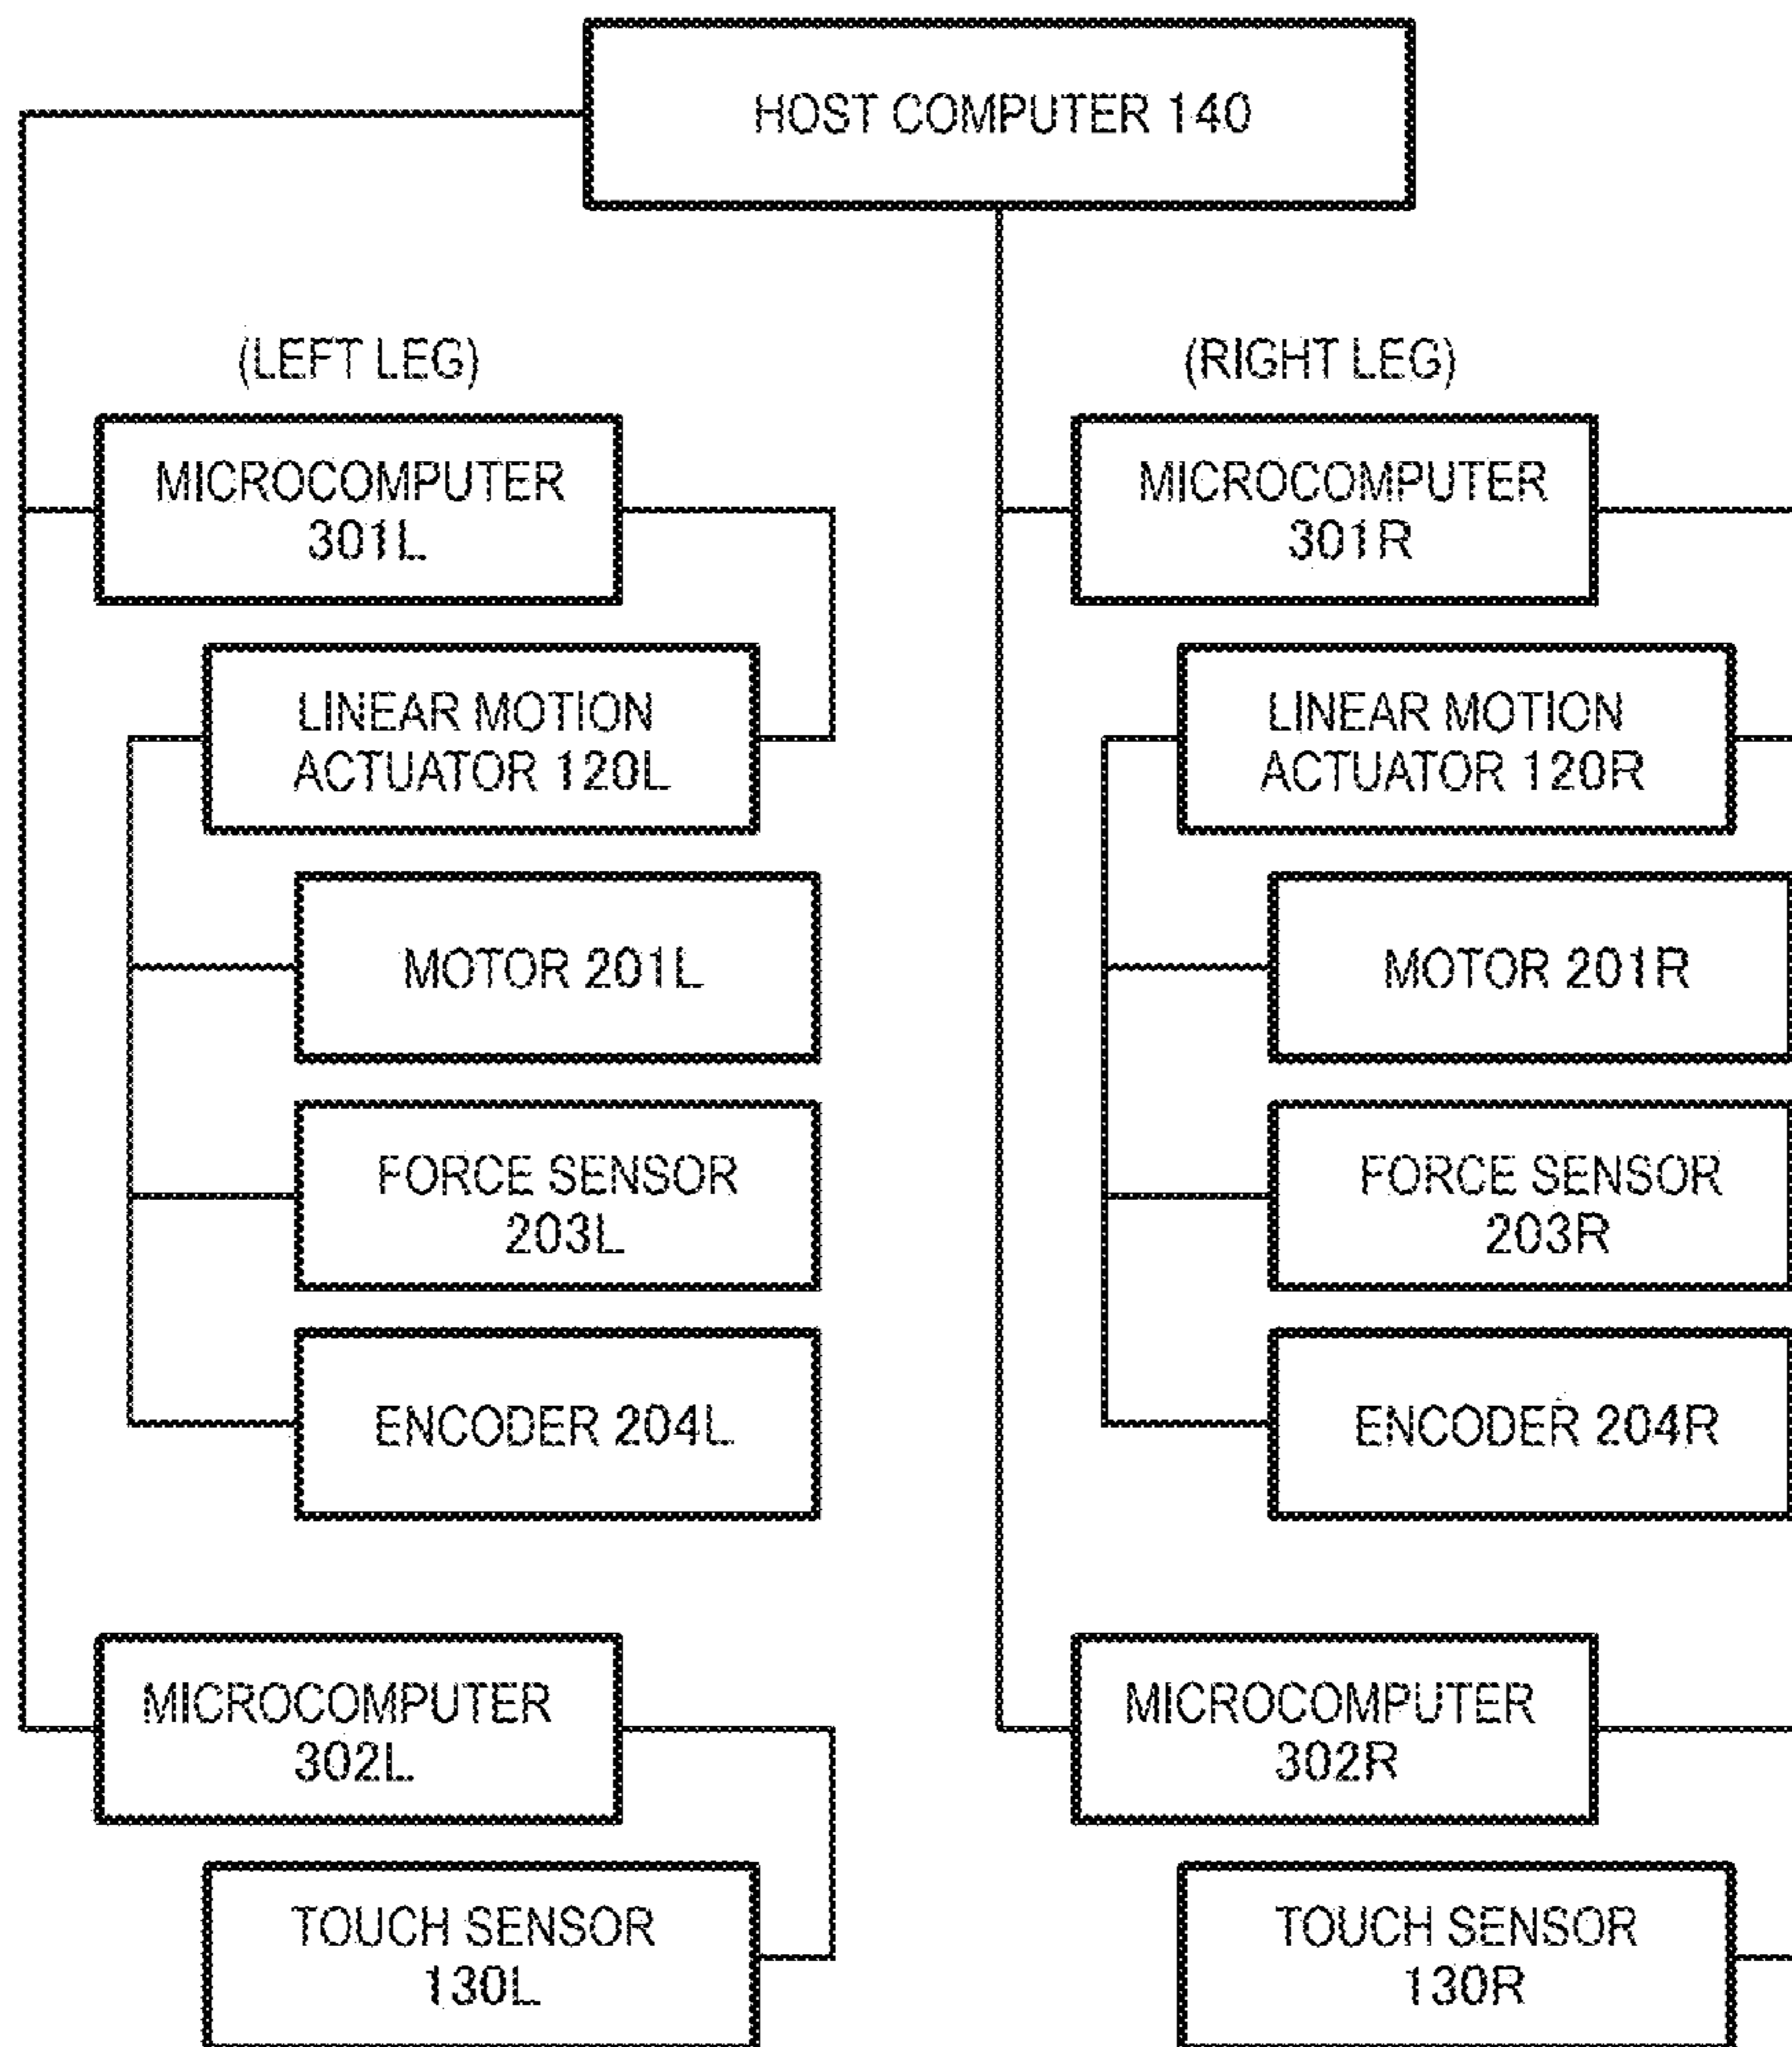 HOST COMPUTER 140
(LEFT LEG)
MICROCOMPUTER
301L
LINEAR MOTION
ACTUATOR 120L
MOTOR 201L
FORCE SENSOR
203L
ENCODER 204L
MICROCOMPUTER
302L
TOUCH SENSOR
130L
(RIGHT LEG)
MICROCOMPUTER
301R
LINEAR MOTION
ACTUATOR 120R
MOTOR 201R
FORCE SENSOR
203R
ENCODER 204R
MICROCOMPUTER
302R
TOUCH SENSOR
130R